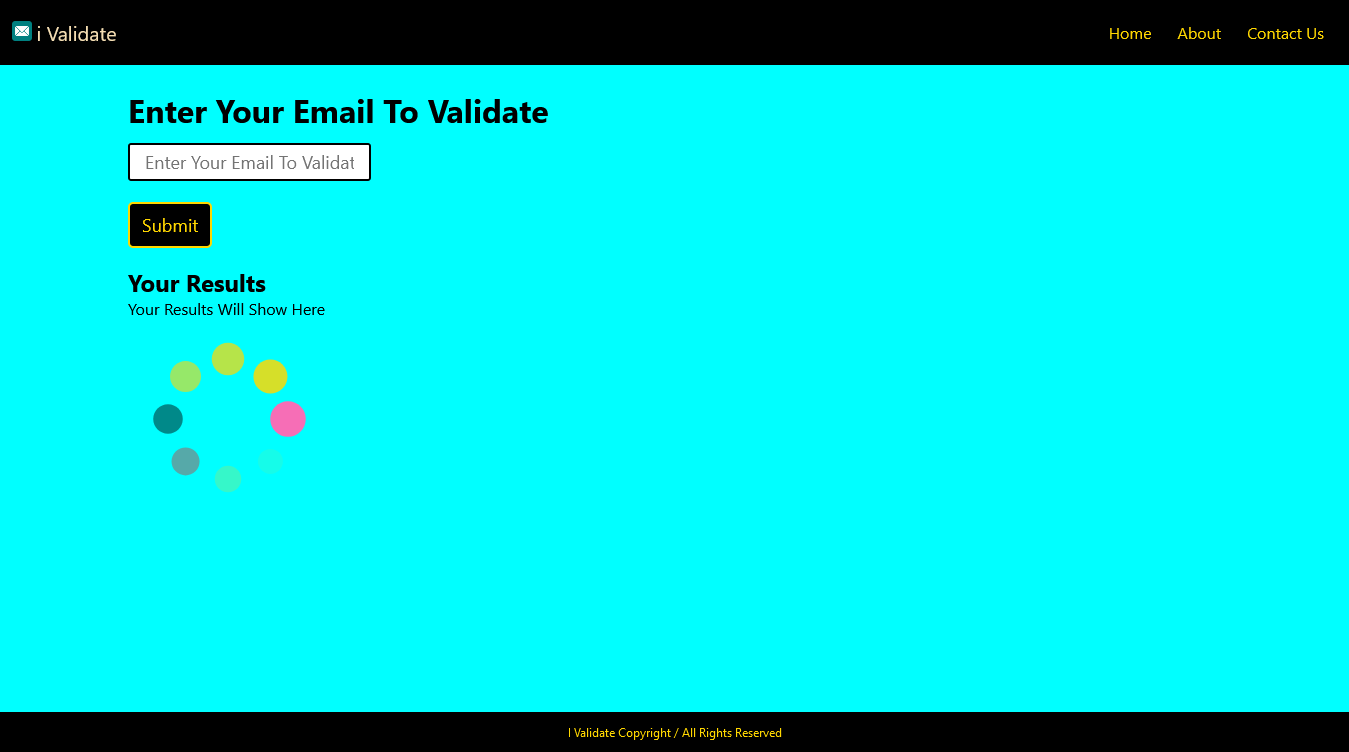 i Validate
Home About Contact Us
Enter Your Email To Validate
Enter Your Email To Validat
Submit
Your Results
Your Results Will Show Here
I Validate Copyright / All Rights Reserved